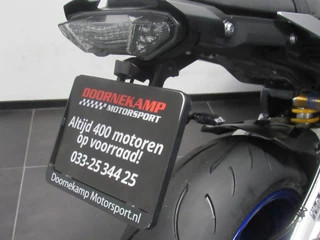 DOORNEKAMP
MOTORSPORT
Altijd 400 motoren
op voorraad!
033-25 344 25
Doornekamp Motorsport.nl